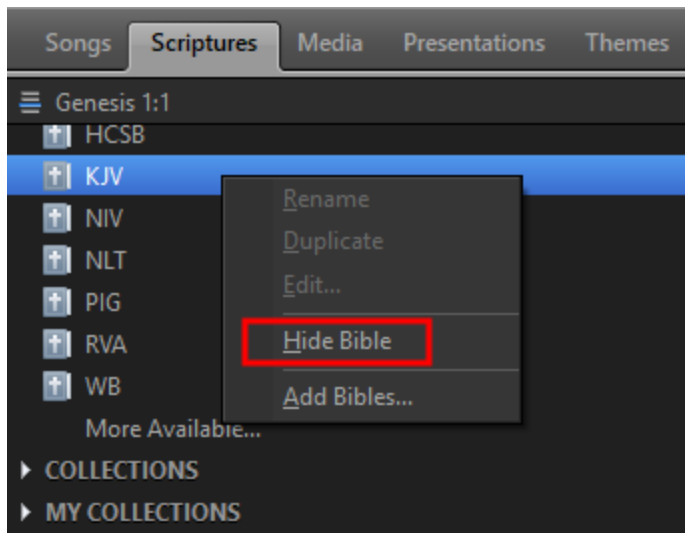 Songs Scriptures Media Presentations Themes
Genesis 1:1
HCSB
KJV
Rename
NIV
Duplicate
NLT
Edit...
PIG
Hide Bible
RVA
Add Bibles...
WB
More Available...
COLLECTIONS
MY COLLECTIONS